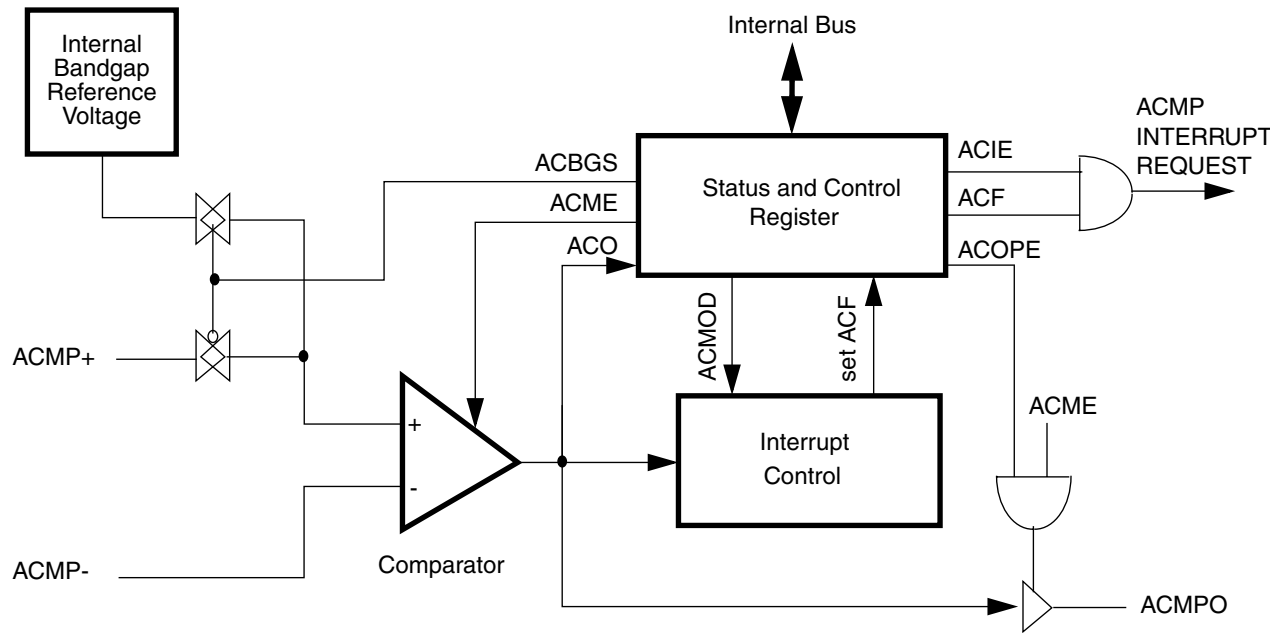 Internal
Bandgap
Reference
Voltage
Internal Bus
ACMP
INTERRUPT
REQUEST
ACBGS
ACME
ACO
Status and Control
Register
ACIE
ACF
ACOPE
ACMOD
set ACF
ACMP+
+
-
Comparator
Interrupt
Control
ACME
ACMP-
ACMPO